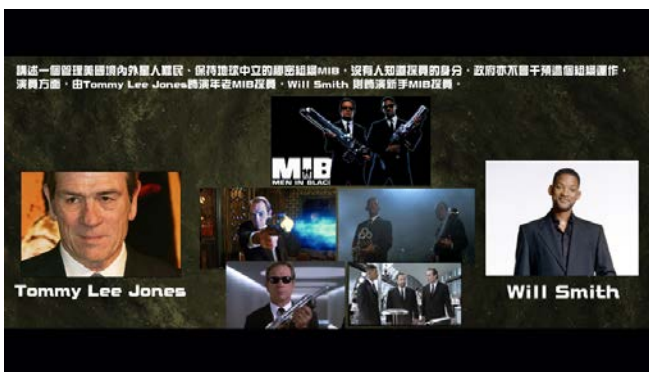 講述一個管理美國境內外星人難民、保持地球中立的秘密組織MIB，沒有人知道探員的身分，政府亦不會干預這個組織運作。
演員方面，由Tommy Lee Jones飾演年老MIB探員，Will Smith 則飾演新手MIB探員。
MIB
MEN IN BLACK
Tommy Lee Jones
Will Smith